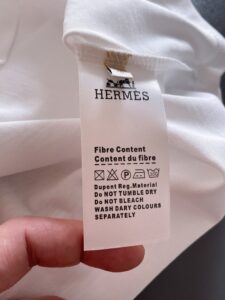 HERMES
Fibre Content
Content du fibre
Dupont Reg.Material
Do NOT TUMBLE DRY
Do NOT BLEACH
WASH DARY COLOURS
SEPARATELY